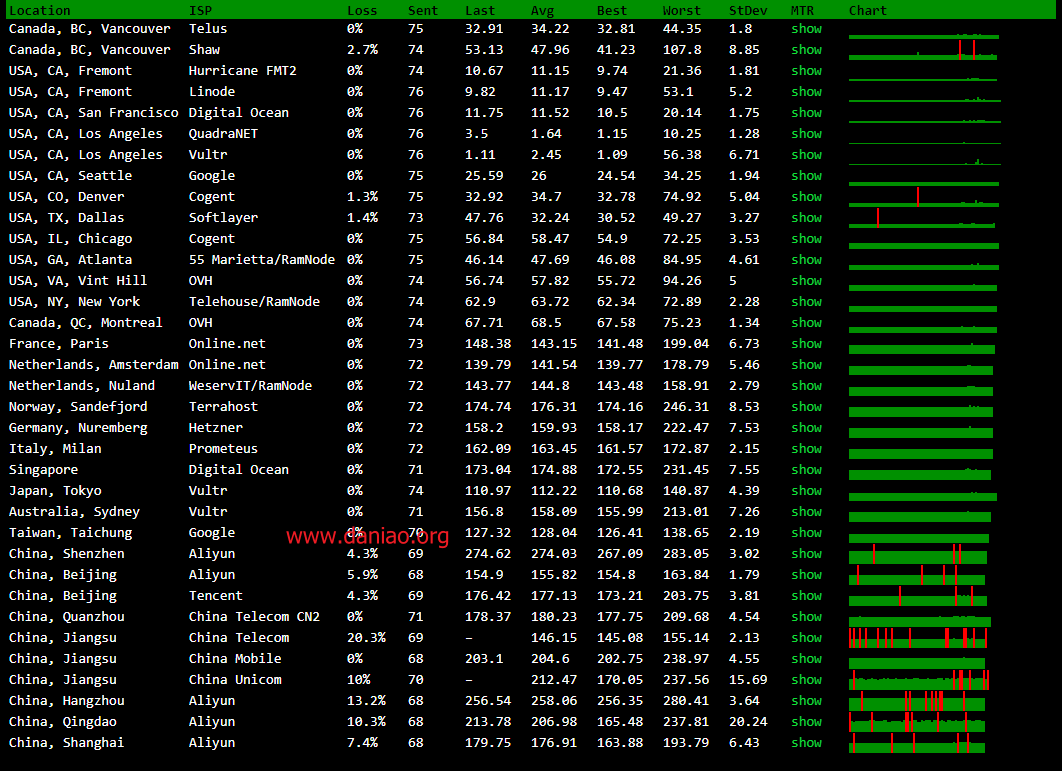 Location ISP Loss Sent Last Avg Best Worst StDev MTR Chart
Canada, BC, Vancouver Telus 0% 75 32.91 34.22 32.81 44.35 1.8 show
Canada, BC, Vancouver Shaw 2.7% 74 53.13 47.96 41.23 107.8 8.85 show
USA, CA, Fremont Hurricane FMT2 0% 74 10.67 11.15 9.74 21.36 1.81 show
USA, CA, Fremont Linode 0% 76 9.82 11.17 9.47 53.1 5.2 show
USA, CA, San Francisco Digital Ocean 0% 76 11.75 11.52 10.5 20.14 1.75 show
USA, CA, Los Angeles QuadraNET 0% 76 3.5 1.64 1.15 10.25 1.28 show
USA, CA, Los Angeles Vultr 0% 76 1.11 2.45 1.09 56.38 6.71 show
USA, CA, Seattle Google 0% 75 25.59 26 24.54 34.25 1.94 show
USA, CO, Denver Cogent 1.3% 75 32.92 34.7 32.78 74.92 5.04 show
USA, TX, Dallas Softlayer 1.4% 73 47.76 32.24 30.52 49.27 3.27 show
USA, IL, Chicago Cogent 0% 75 56.84 58.47 54.9 72.25 3.53 show
USA, GA, Atlanta 55 Marietta/RamNode 0% 75 46.14 47.69 46.08 84.95 4.61 show
USA, VA, Vint Hill OVH 0% 74 56.74 57.82 55.72 94.26 5 show
USA, NY, New York Telehouse/RamNode 0% 74 62.9 63.72 62.34 72.89 2.28 show
Canada, QC, Montreal OVH 0% 74 67.71 68.5 67.58 75.23 1.34 show
France, Paris Online.net 0% 73 148.38 143.15 141.48 199.04 6.73 show
Netherlands, Amsterdam Online.net 0% 72 139.79 141.54 139.77 178.79 5.46 show
Netherlands, Nuland WeservIT/RamNode 0% 72 143.77 144.8 143.48 158.91 2.79 show
Norway, Sandefjord Terrahost 0% 72 174.74 176.31 174.16 246.31 8.53 show
Germany, Nuremberg Hetzner 0% 72 158.2 159.93 158.17 222.47 7.53 show
Italy, Milan Prometeus 0% 72 162.09 163.45 161.57 172.87 2.15 show
Singapore Digital Ocean 0% 71 173.04 174.88 172.55 231.45 7.55 show
Japan, Tokyo Vultr 0% 74 110.97 112.22 110.68 140.87 4.39 show
Australia, Sydney Vultr 0% 71 156.8 158.09 155.99 213.01 7.26 show
Taiwan, Taichung Google 0% 70 127.32 128.04 126.41 138.65 2.19 show
www.daniao.org
China, Shenzhen Aliyun 4.3% 69 274.62 274.03 267.09 283.05 3.02 show
China, Beijing Aliyun 5.9% 68 154.9 155.82 154.8 163.84 1.79 show
China, Beijing Tencent 4.3% 69 176.42 177.13 173.21 203.75 3.81 show
China, Quanzhou China Telecom CN2 0% 71 178.37 180.23 177.75 209.68 4.54 show
China, Jiangsu China Telecom 20.3% 69 – 146.15 145.08 155.14 2.13 show
China, Jiangsu China Mobile 0% 68 203.1 204.6 202.75 238.97 4.55 show
China, Jiangsu China Unicom 10% 70 – 212.47 170.05 237.56 15.69 show
China, Hangzhou Aliyun 13.2% 68 256.54 258.06 256.35 280.41 3.64 show
China, Qingdao Aliyun 10.3% 68 213.78 206.98 165.48 237.81 20.24 show
China, Shanghai Aliyun 7.4% 68 179.75 176.91 163.88 193.79 6.43 show